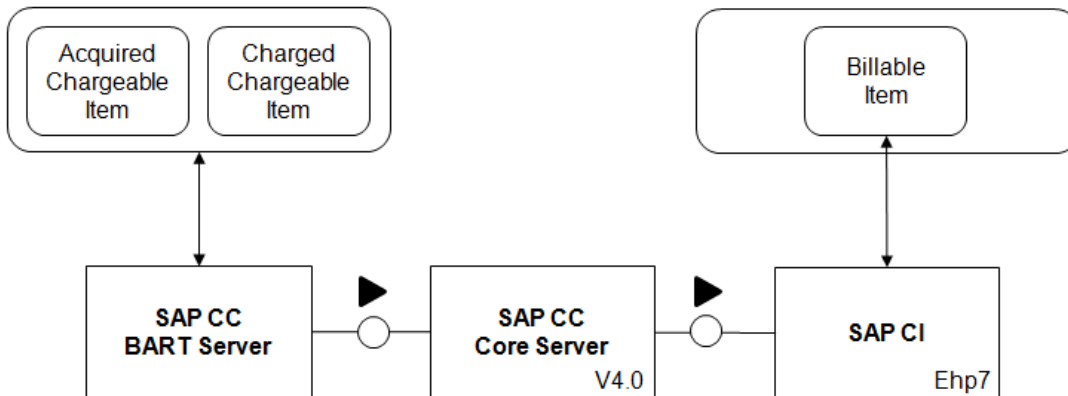 Acquired
Chargeable
Item
Charged
Chargeable
Item
Billable
Item
SAP CC
BART Server
SAP CC
Core Server
V4.0
SAP CI
Ehp7